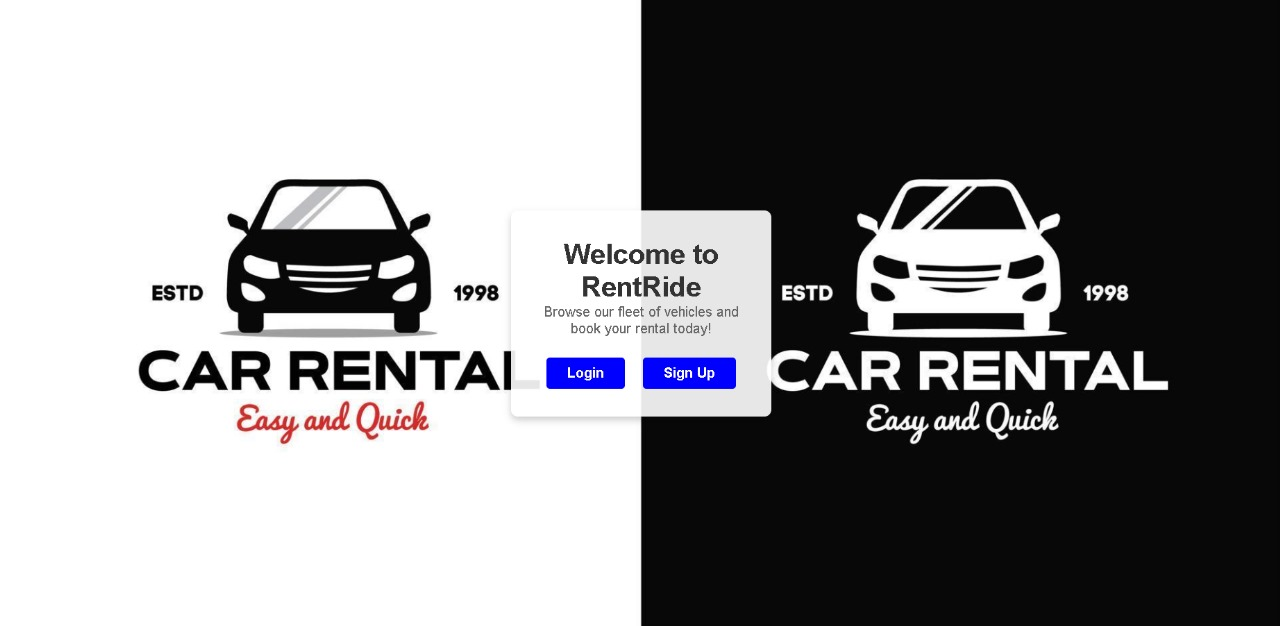 ESTD
1998
CAR RENTAL
Easy and Quick
Welcome to
RentRide
Browse our fleet of vehicles and
book your rental today!
Login
Sign Up
ESTD
1998
CAR RENTAL
Easy and Quick